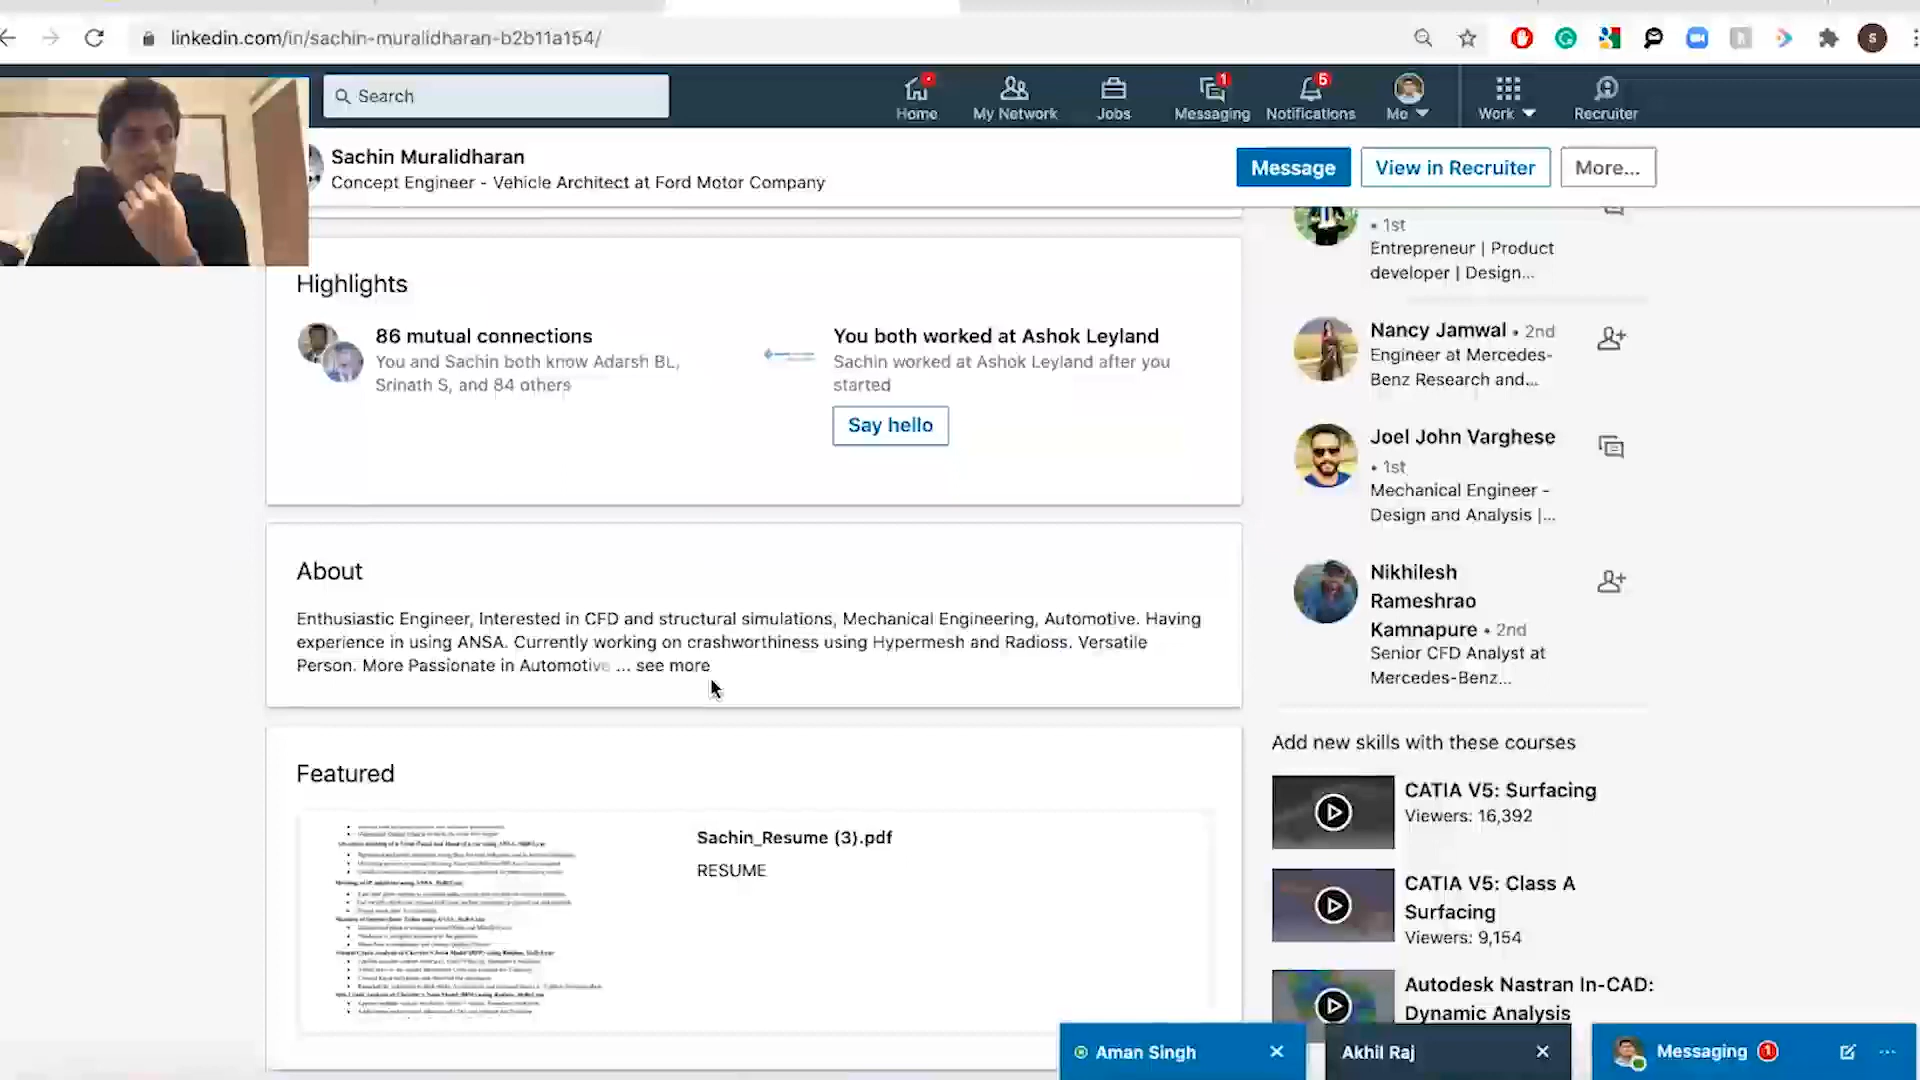 linkedin.com/in/sachin-muralidharan-b2b11a154/
S
Search
Home
My Network
Jobs
1
Messaging
5
Notifications
Me
Work
Recruiter
Sachin Muralidharan
Concept Engineer - Vehicle Architect at Ford Motor Company
Message
View in Recruiter
More...
Highlights
86 mutual connections
You and Sachin both know Adarsh BL,
Srinath S, and 84 others
You both worked at Ashok Leyland
Sachin worked at Ashok Leyland after you
started
Say hello
About
Enthusiastic Engineer, Interested in CFD and structural simulations, Mechanical Engineering, Automotive. Having
experience in using ANSA. Currently working on crashworthiness using Hypermesh and Radioss. Versatile
Person. More Passionate in Automotive ... see more
Featured
Sachin_Resume (3).pdf
RESUME
• 1st
Entrepreneur | Product
developer | Design...
Nancy Jamwal • 2nd
Engineer at Mercedes-
Benz Research and...
Joel John Varghese
• 1st
Mechanical Engineer -
Design and Analysis |...
Nikhilesh
Rameshrao
Kamnapure • 2nd
Senior CFD Analyst at
Mercedes-Benz...
Add new skills with these courses
CATIA V5: Surfacing
Viewers: 16,392
CATIA V5: Class A
Surfacing
Viewers: 9,154
Autodesk Nastran In-CAD:
Dynamic Analysis
Aman Singh
Akhil Raj
Messaging 1